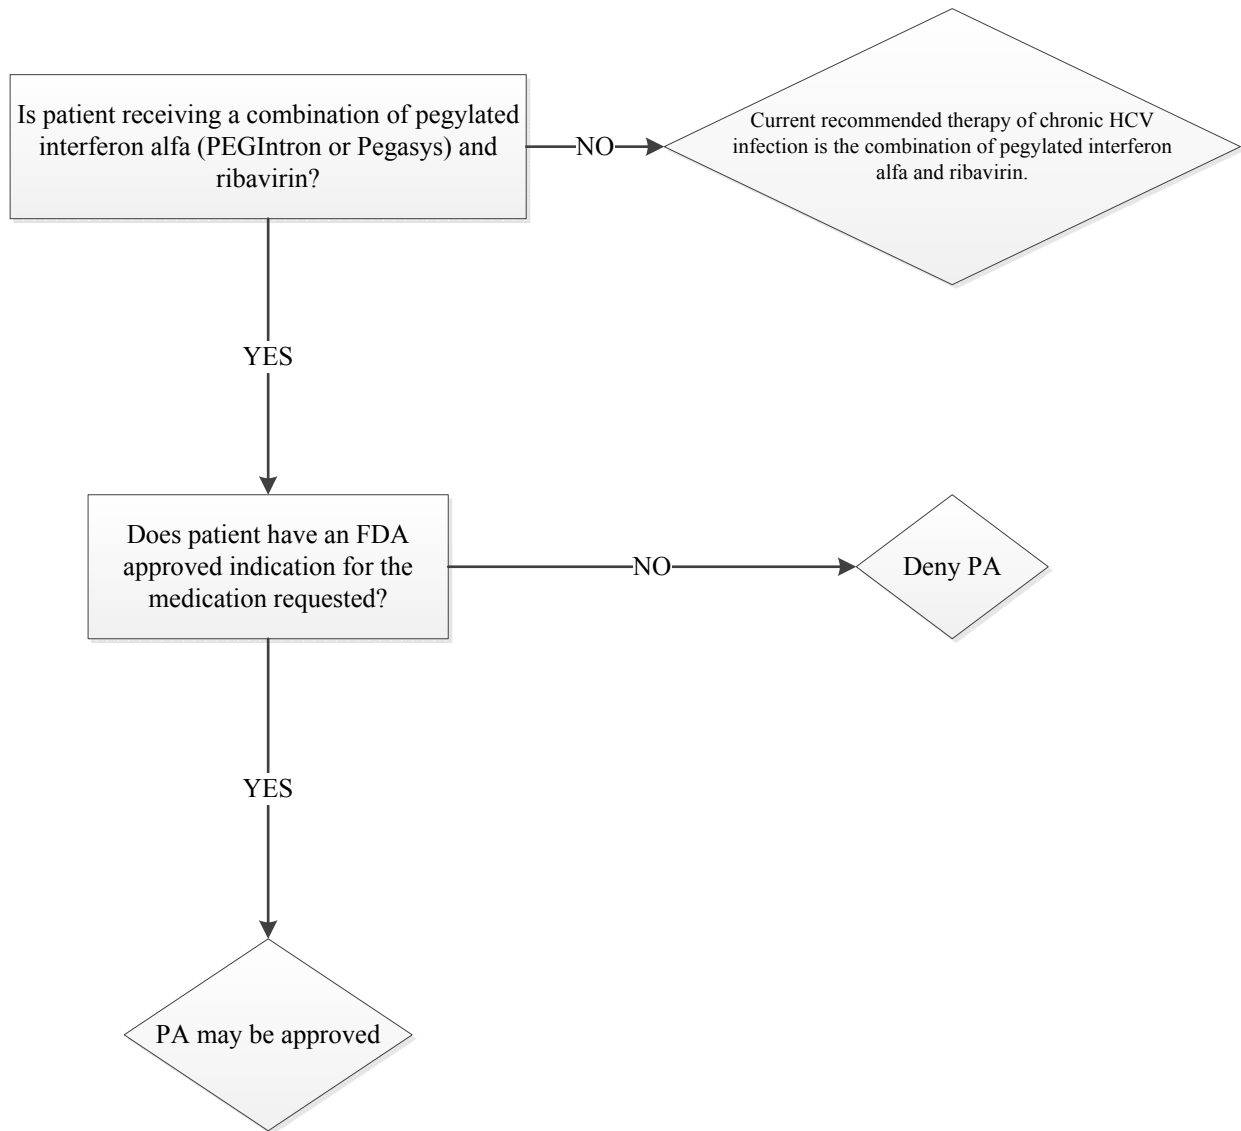 Is patient receiving a combination of pegylated
interferon alfa (PEGIntron or Pegasys) and
ribavirin?
NO
Current recommended therapy of chronic HCV
infection is the combination of pegylated interferon
alfa and ribavirin.
YES
Does patient have an FDA
approved indication for the
medication requested?
NO
Deny PA
YES
PA may be approved